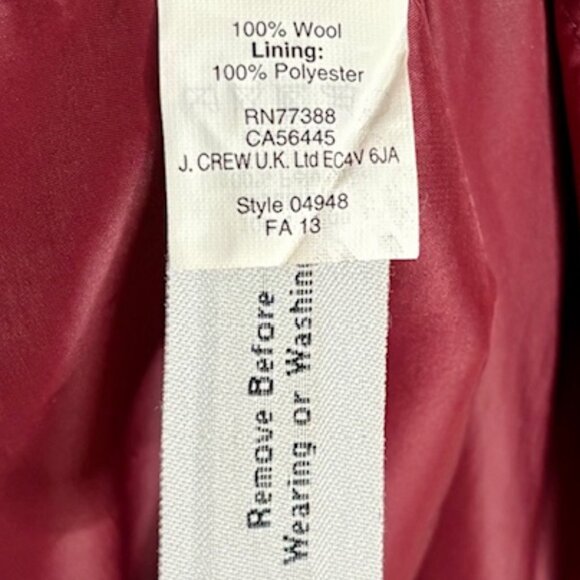 100% Wool
Lining:
100% Polyester
RN77388
CA56445
J. CREW U.K. Ltd EC4V 6JA
Style 04948
FA 13
Remove Before
Wearing or Washin